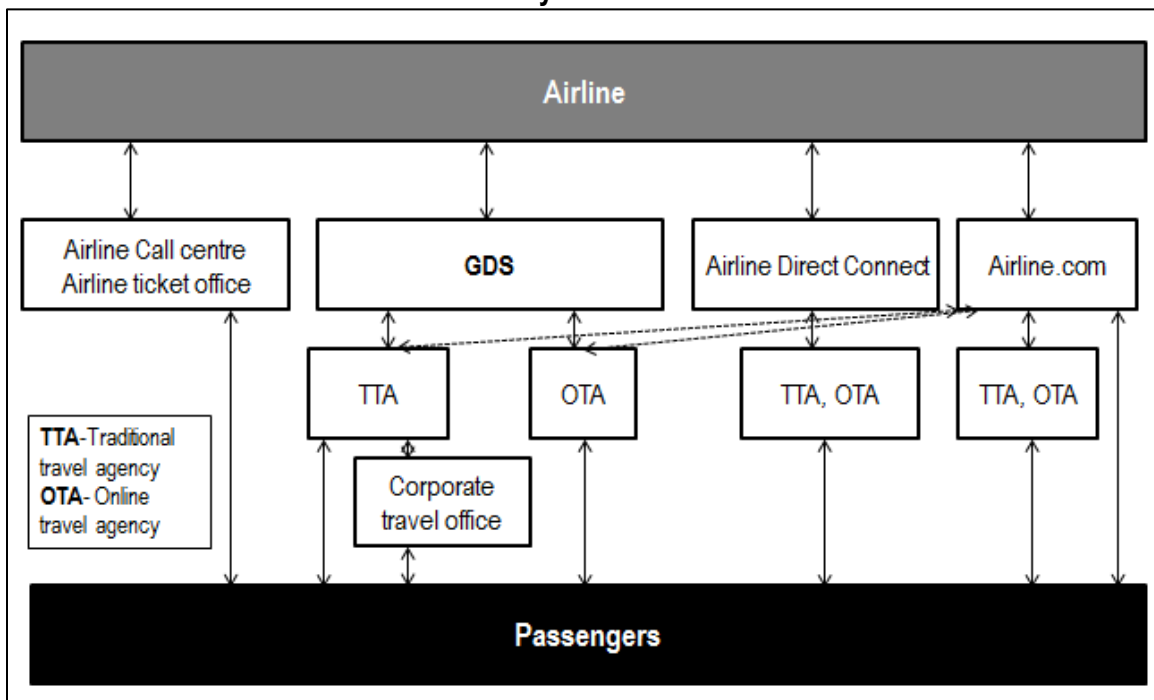 Airline
Airline Call centre
Airline ticket office
GDS
Airline Direct Connect
Airline.com
TTA
OTA
TTA, OTA
TTA, OTA
TTA-Traditional
travel agency
OTA- Online
travel agency
Corporate
travel office
Passengers